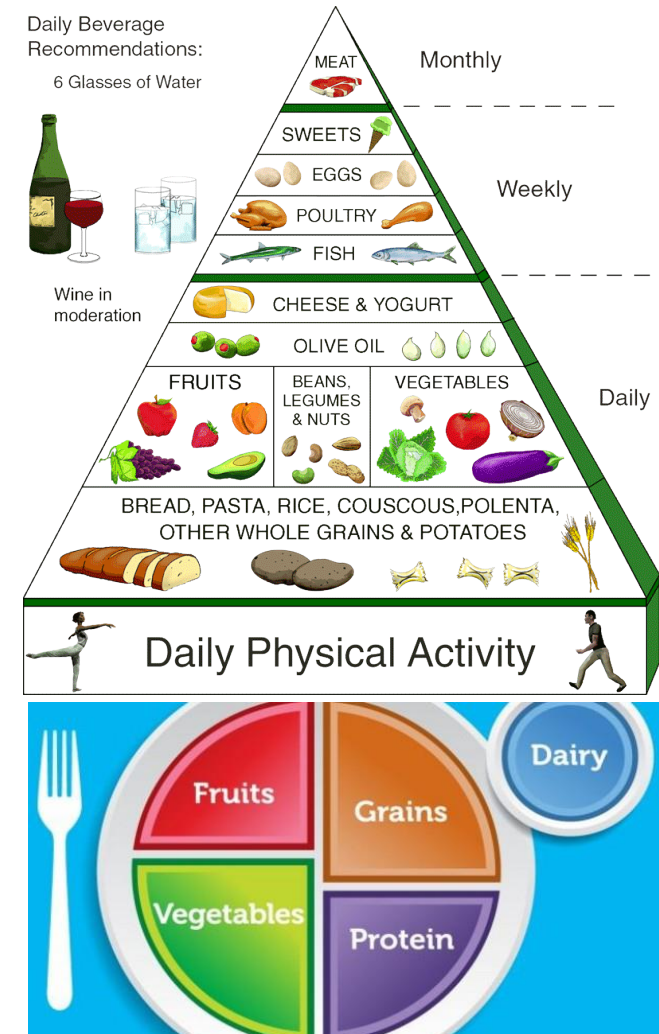 Daily Beverage
Recommendations:
6 Glasses of Water
Wine in
moderation
MEAT
Monthly
SWEETS
EGGS
Weekly
POULTRY
FISH
CHEESE & YOGURT
OLIVE OIL
Daily
FRUITS
BEANS,
LEGUMES
& NUTS
VEGETABLES
BREAD, PASTA, RICE, COUSCOUS,POLENTA,
OTHER WHOLE GRAINS & POTATOES
Daily Physical Activity
Fruits
Grains
Dairy
Vegetables
Protein